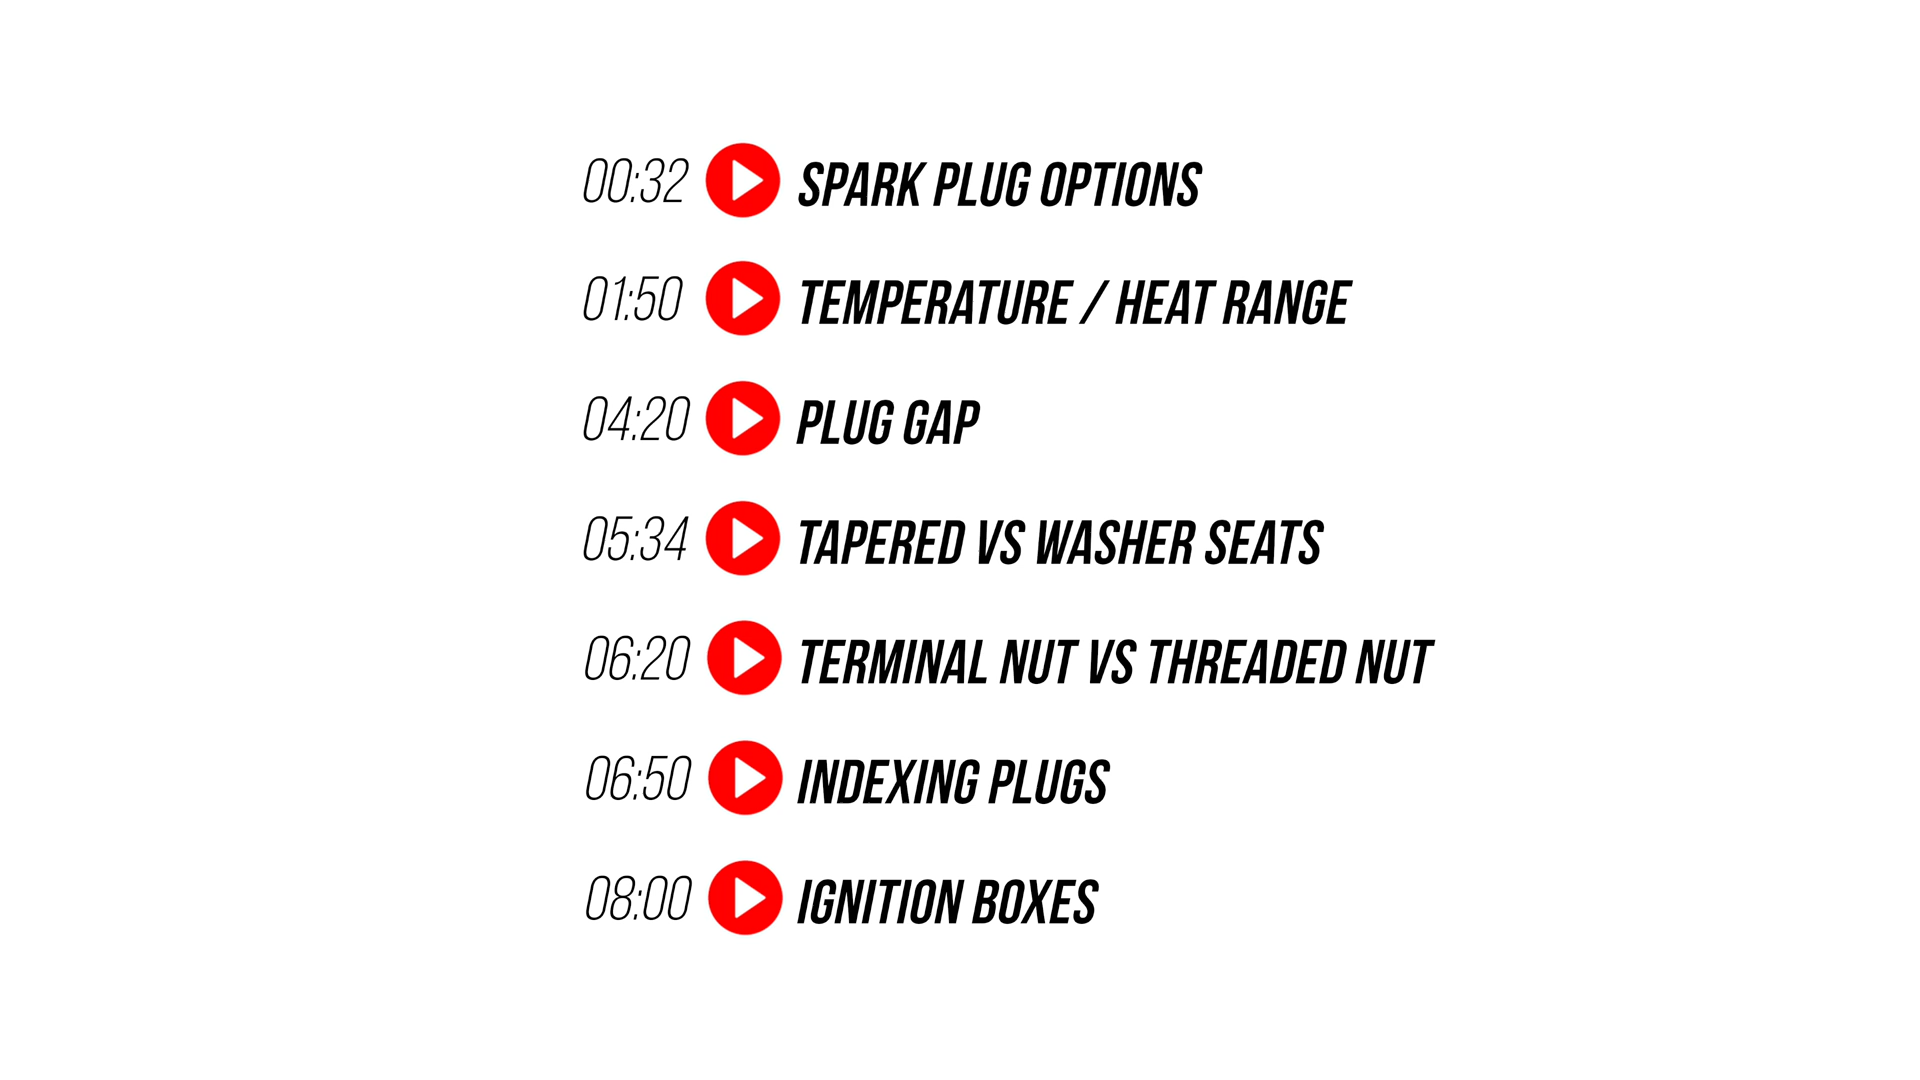 00:32 SPARK PLUG OPTIONS
01:50 TEMPERATURE / HEAT RANGE
04:20 PLUG GAP
05:34 TAPERED VS WASHER SEATS
06:20 TERMINAL NUT VS THREADED NUT
06:50 INDEXING PLUGS
08:00 IGNITION BOXES